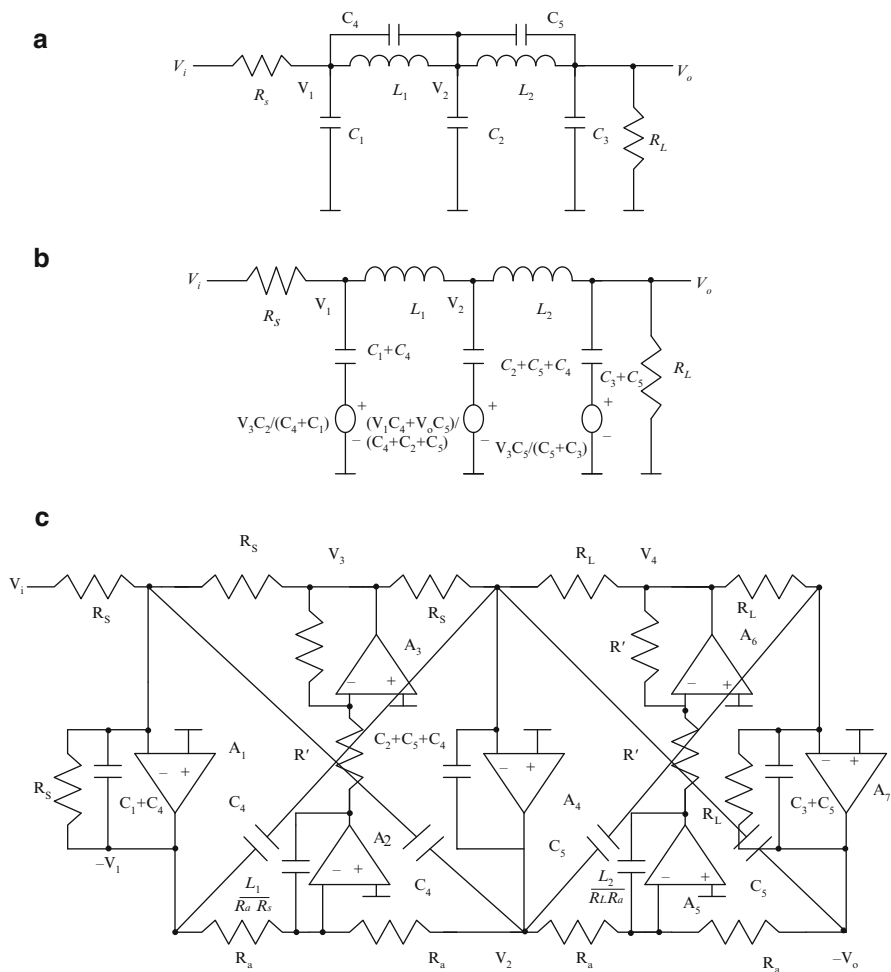 a
C4 C5
Vi Rs V1 L1 V2 L2 Vo
C1 C2 C3 RL
b
Vi RS V1 L1 V2 L2 Vo
C1+C4 C2+C5+C4 C3+C5 RL
+ + +
V3C2/(C4+C1) (V1C4+VoC5)/ V3C5/(C5+C3)
(C4+C2+C5)
− − −
c
RS V3 RL V4
Vi RS RS RL
A3 R′ A6
− + − +
A1 R′ C2+C5+C4 R′
RS − + − + − + A7
C1+C4 C4 A4 RL C3+C5
−V1 A2 C5
L1 − + C4 L2 − + C5
Ra Rs RLRa A5
Ra Ra V2 Ra Ra −Vo